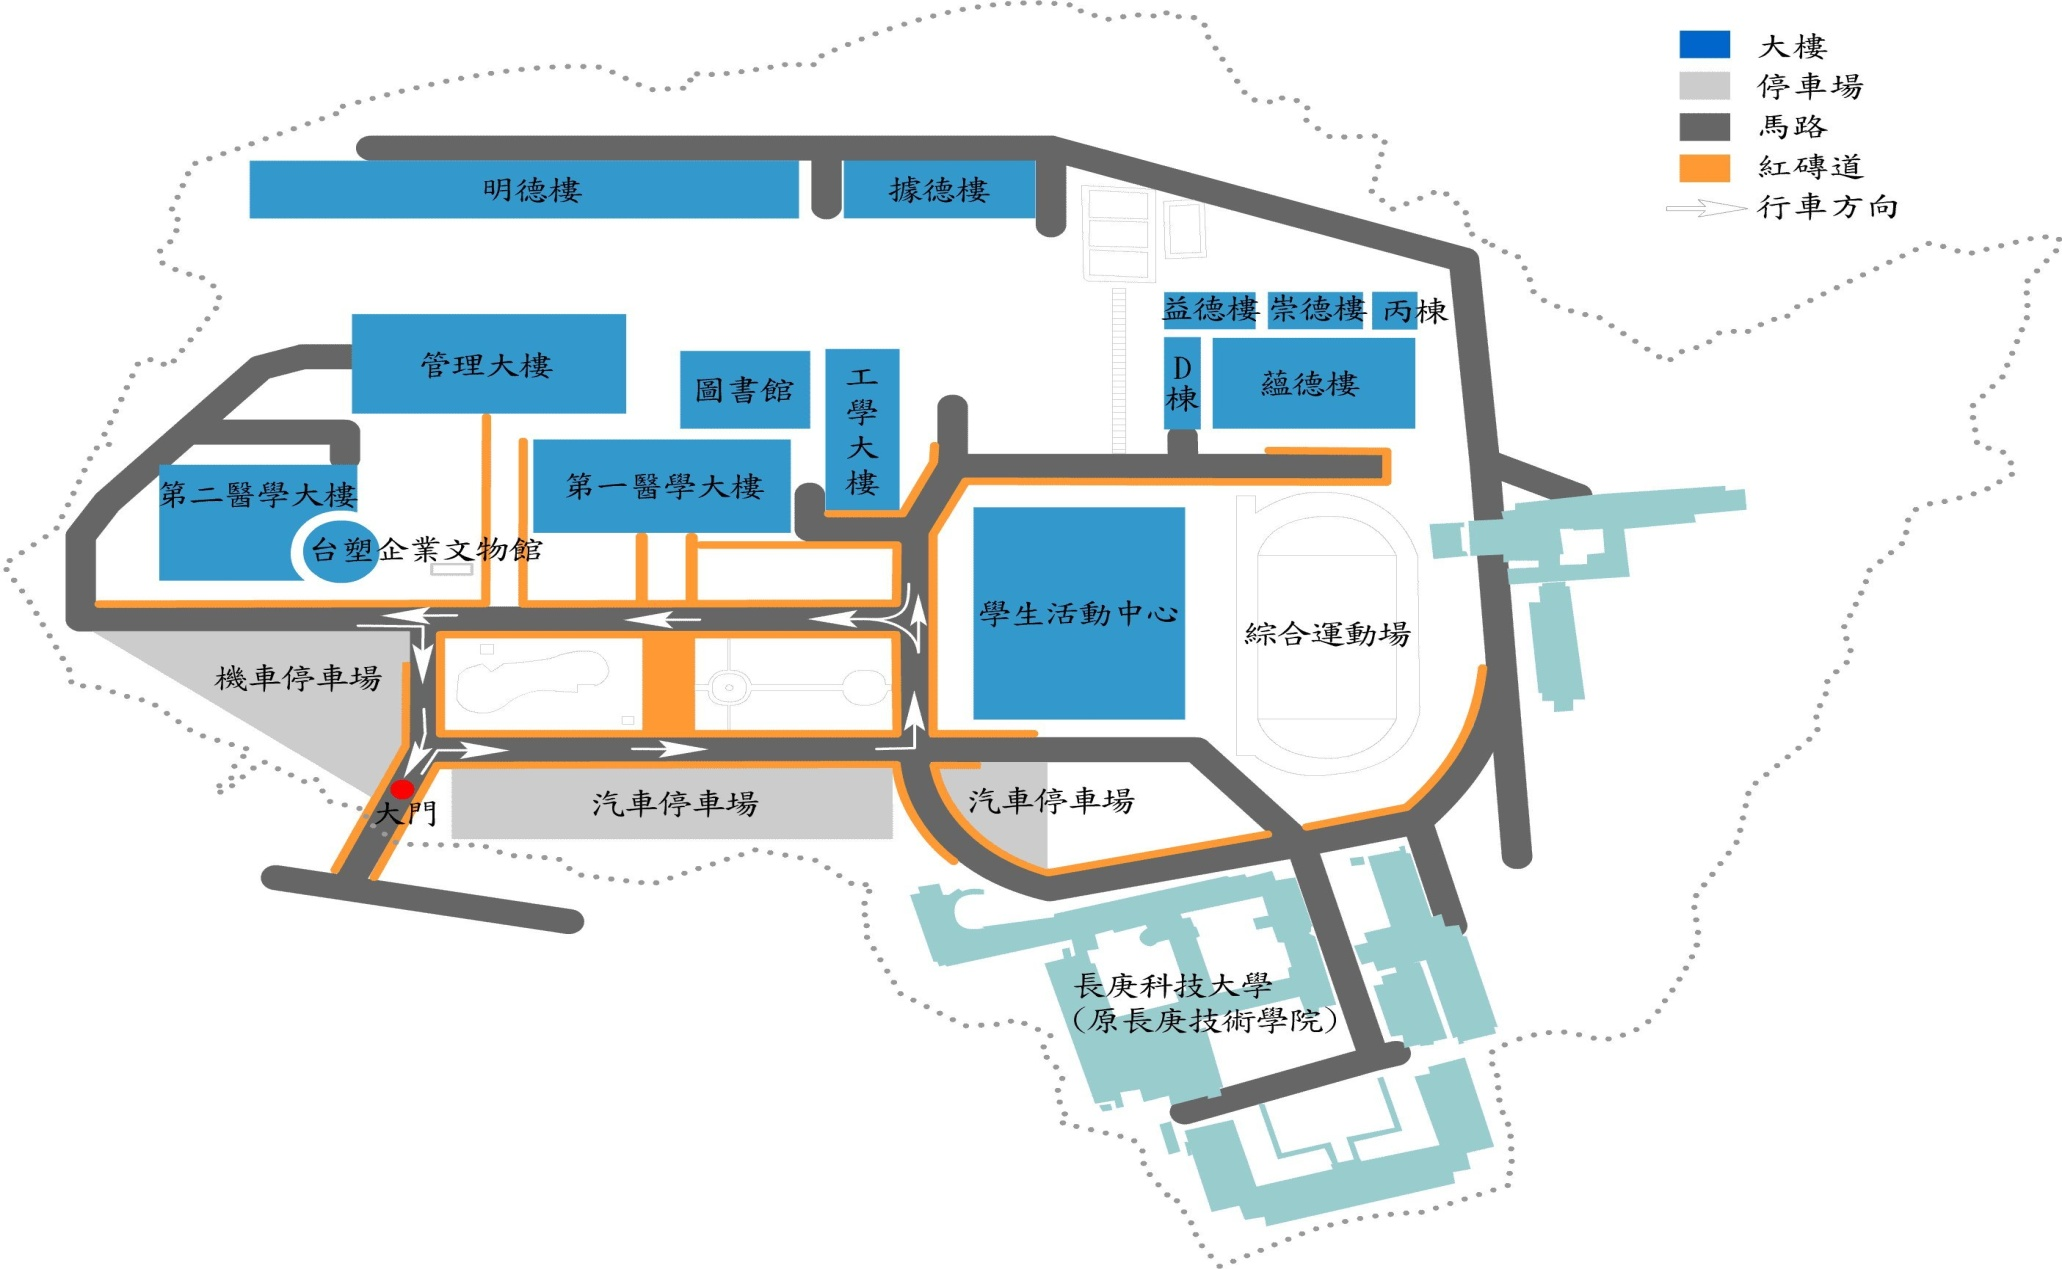 大樓
停車場
馬路
紅磚道
行車方向
明德樓
據德樓
益德樓
崇德樓
丙棟
管理大樓
圖書館
工學大樓
D棟
蘊德樓
第二醫學大樓
第一醫學大樓
台塑企業文物館
學生活動中心
綜合運動場
機車停車場
大門
汽車停車場
汽車停車場
長庚科技大學
(原長庚技術學院)